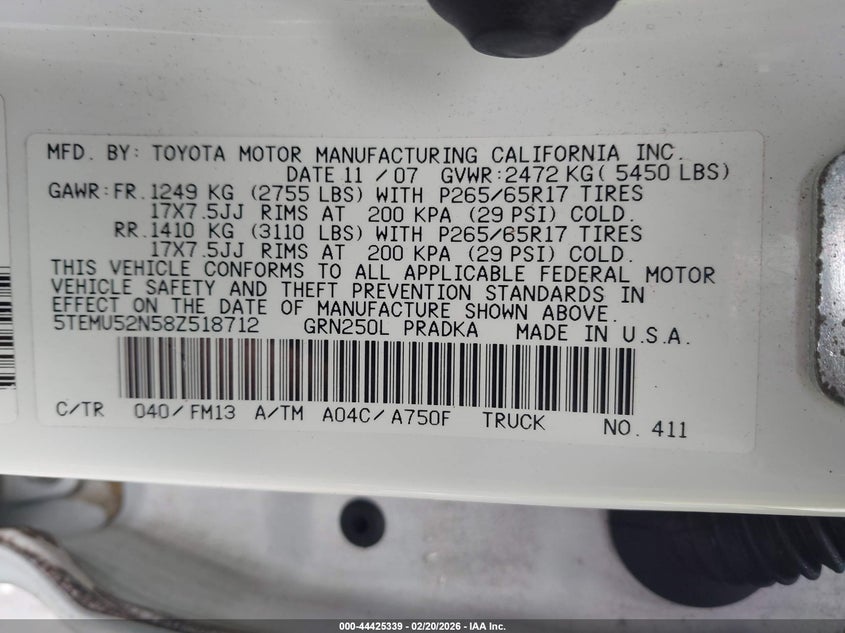 MFD. BY: TOYOTA MOTOR MANUFACTURING CALIFORNIA INC.
DATE 11 / 07 GVWR:2472 KG( 5450 LBS)
GAWR:FR.1249 KG (2755 LBS) WITH P265/65R17 TIRES
17X7.5JJ RIMS AT 200 KPA (29 PSI) COLD.
RR.1410 KG (3110 LBS) WITH P265/65R17 TIRES
17X7.5JJ RIMS AT 200 KPA (29 PSI) COLD.
THIS VEHICLE CONFORMS TO ALL APPLICABLE FEDERAL MOTOR
VEHICLE SAFETY AND THEFT PREVENTION STANDARDS IN
EFFECT ON THE DATE OF MANUFACTURE SHOWN ABOVE.
5TEMU52N58Z518712 GRN250L PRADKA MADE IN U.S.A.
C/TR 040/FM13 A/TM A04C/A750F TRUCK NO. 411
000-44425339 - 02/20/2026 - IAA Inc.